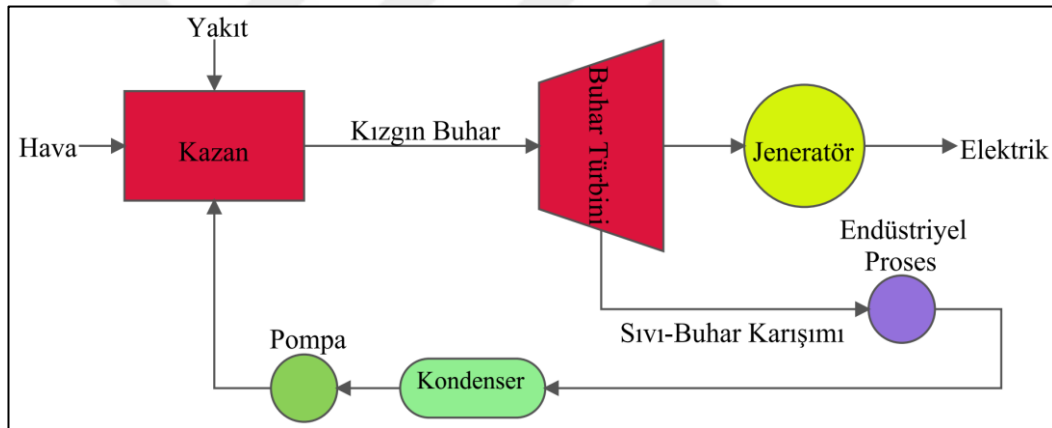 Yakıt
Hava
Kazan
Kızgın Buhar
Buhar Türbini
Jeneratör
Elektrik
Endüstriyel
Proses
Sıvı-Buhar Karışımı
Pompa
Kondenser